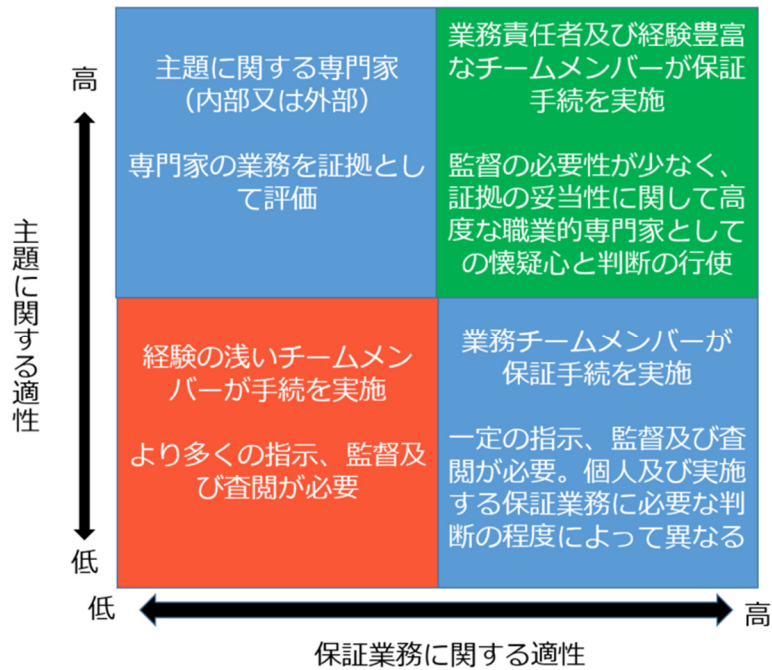 主題に関する専門家
（内部又は外部）
専門家の業務を証拠とし
て評価
業務責任者及び経験豊富
なチームメンバーが保証
手続を実施
監督の必要性が少なく、
証拠の妥当性に関して高
度な職業的専門家として
の懐疑心と判断の行使
経験の浅いチームメン
バーが手続を実施
より多くの指示、監督及
び査閲が必要
業務チームメンバーが
保証手続を実施
一定の指示、監督及び査
閲が必要。個人及び実施
する保証業務に必要な判
断の程度によって異なる
高
主題に関する適性
低
低
高
保証業務に関する適性